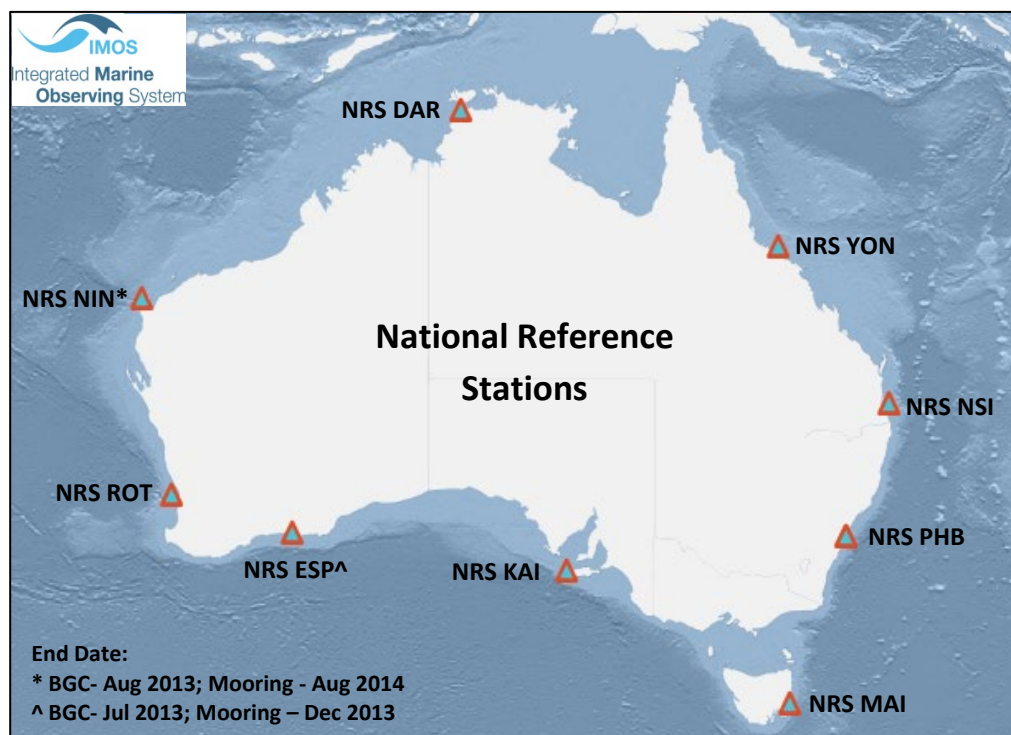 IMOS
Integrated Marine
Observing System
NRS DAR
NRS YON
NRS NIN*
National Reference
Stations
NRS NSI
NRS ROT
NRS PHB
NRS ESP^
NRS KAI
End Date:
* BGC- Aug 2013; Mooring - Aug 2014
^ BGC- Jul 2013; Mooring – Dec 2013
NRS MAI